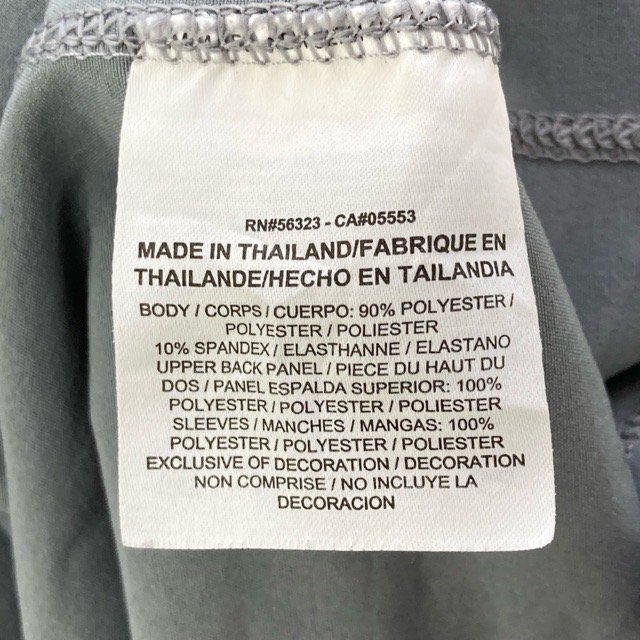 RN#56323 - CA#05553
MADE IN THAILAND/FABRIQUE EN
THAILANDE/HECHO EN TAILANDIA
BODY / CORPS / CUERPO: 90% POLYESTER /
POLYESTER / POLIESTER
10% SPANDEX / ELASTHANNE / ELASTANO
UPPER BACK PANEL / PIECE DU HAUT DU
DOS / PANEL ESPALDA SUPERIOR: 100%
POLYESTER / POLYESTER / POLIESTER
SLEEVES / MANCHES / MANGAS: 100%
POLYESTER / POLYESTER / POLIESTER
EXCLUSIVE OF DECORATION / DECORATION
NON COMPRISE / NO INCLUYE LA
DECORACION